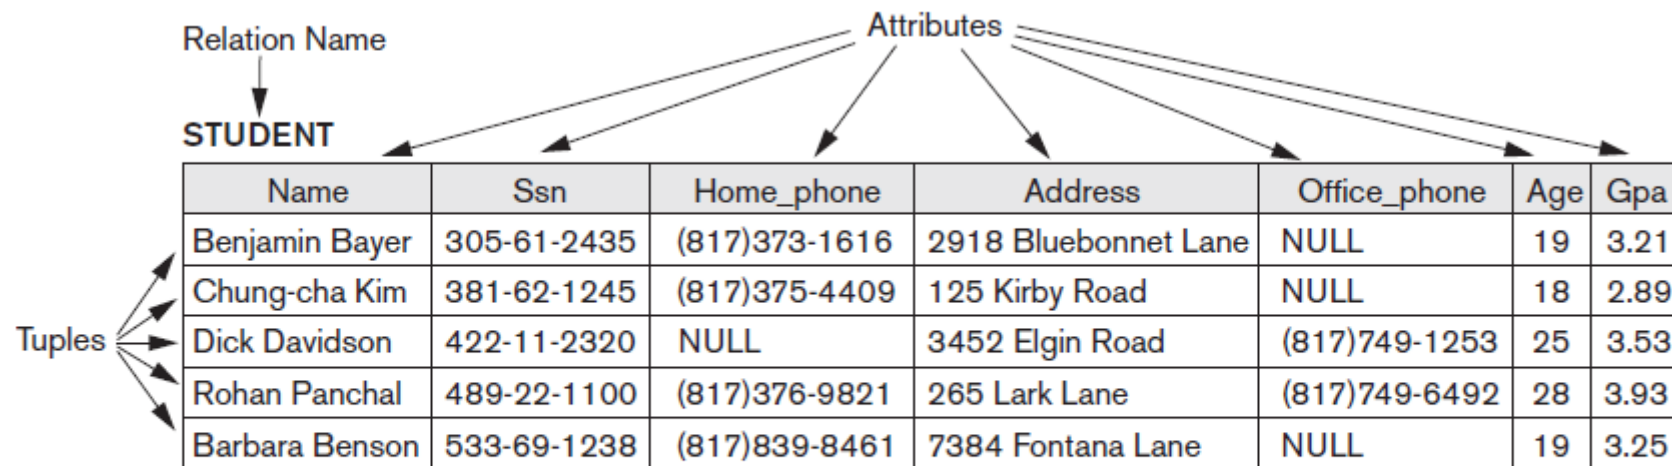 Attributes
Relation Name
STUDENT
Name Ssn Home_phone Address Office_phone Age Gpa
Benjamin Bayer 305-61-2435 (817)373-1616 2918 Bluebonnet Lane NULL 19 3.21
Chung-cha Kim 381-62-1245 (817)375-4409 125 Kirby Road NULL 18 2.89
Tuples Dick Davidson 422-11-2320 NULL 3452 Elgin Road (817)749-1253 25 3.53
Rohan Panchal 489-22-1100 (817)376-9821 265 Lark Lane (817)749-6492 28 3.93
Barbara Benson 533-69-1238 (817)839-8461 7384 Fontana Lane NULL 19 3.25